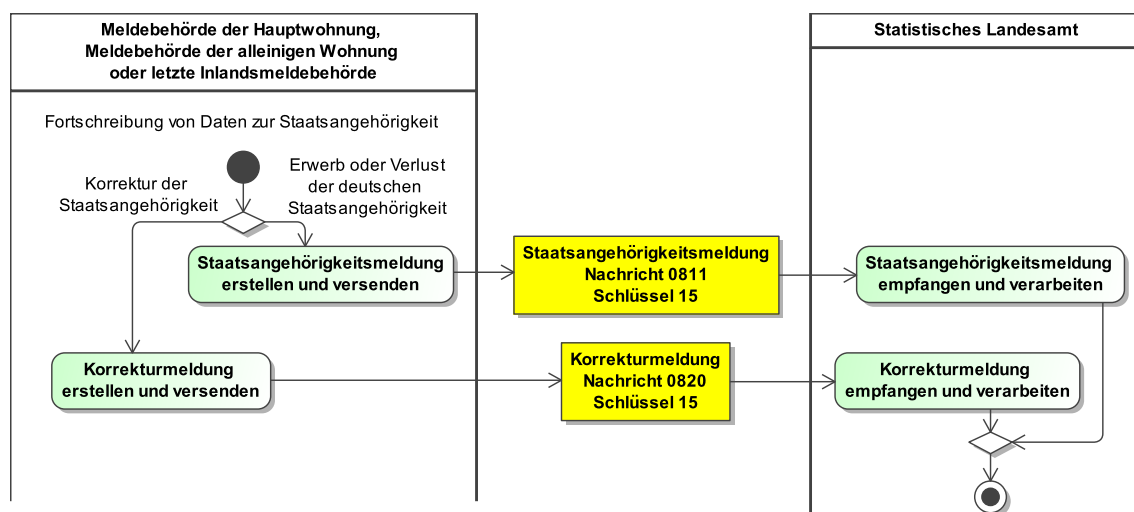 Meldebehörde der Hauptwohnung,
Meldebehörde der alleinigen Wohnung
oder letzte Inlandsmeldebehörde
Statistisches Landesamt
Fortschreibung von Daten zur Staatsangehörigkeit
Korrektur der
Staatsangehörigkeit
Erwerb oder Verlust
der deutschen
Staatsangehörigkeit
Staatsangehörigkeitsmeldung
erstellen und versenden
Staatsangehörigkeitsmeldung
Nachricht 0811
Schlüssel 15
Staatsangehörigkeitsmeldung
empfangen und verarbeiten
Korrekturmeldung
erstellen und versenden
Korrekturmeldung
Nachricht 0820
Schlüssel 15
Korrekturmeldung
empfangen und verarbeiten